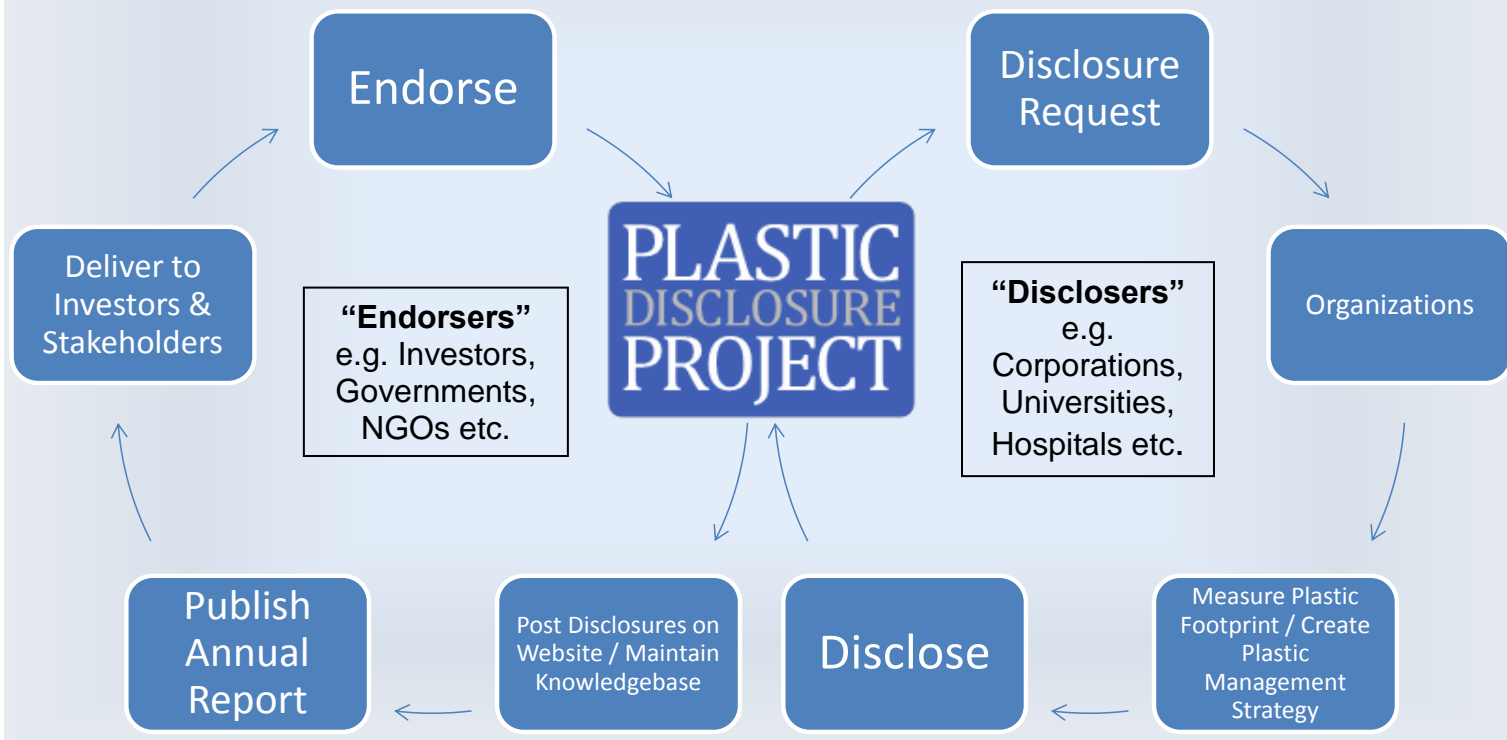 Endorse
Disclosure
Request
Deliver to
Investors &
Stakeholders
“Endorsers”
e.g. Investors,
Governments,
NGOs etc.
PLASTIC
DISCLOSURE
PROJECT
“Disclosers”
e.g.
Corporations,
Universities,
Hospitals etc.
Organizations
Publish
Annual
Report
Post Disclosures on
Website / Maintain
Knowledgebase
Disclose
Measure Plastic
Footprint / Create
Plastic
Management
Strategy